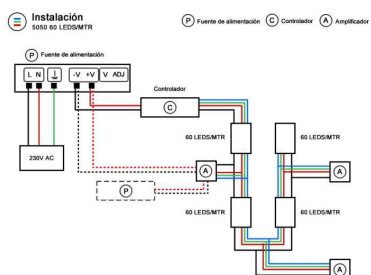 Instalación
5050 60 LEDS/MTR
P Fuente de alimentación
C Controlador
A Amplificador
P Fuente de alimentación
L N -V +V V ADJ
Controlador
C
230V AC
60 LEDS/MTR
60 LEDS/MTR
A
A
P
60 LEDS/MTR
60 LEDS/MTR
A